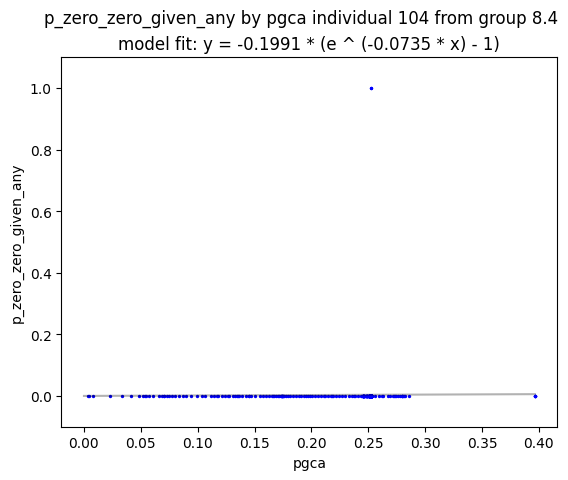 p_zero_zero_given_any by pgca individual 104 from group 8.4
model fit: y = -0.1991 * (e ^ (-0.0735 * x) - 1)
1.0
0.8
0.6
0.4
0.2
0.0
p_zero_zero_given_any
0.00 0.05 0.10 0.15 0.20 0.25 0.30 0.35 0.40
pgca